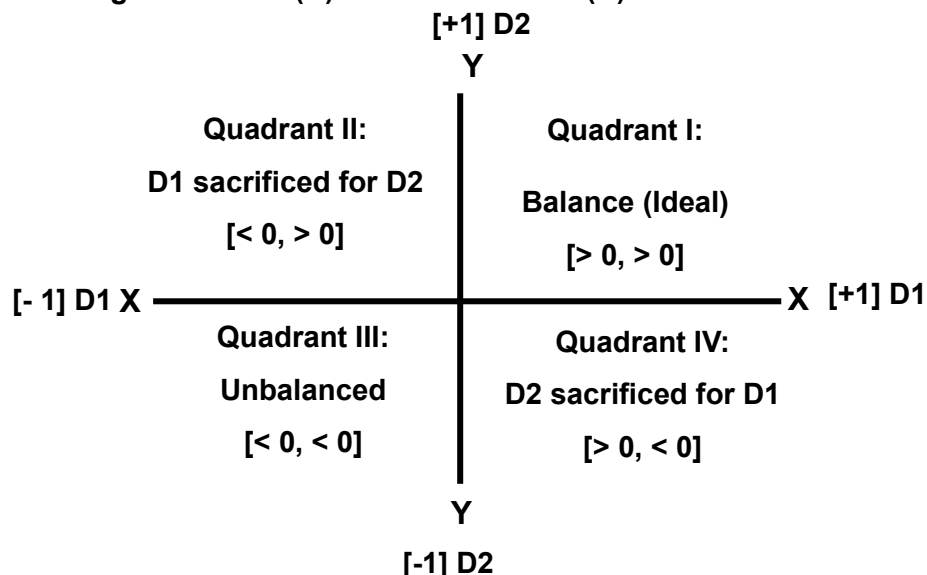 [+1] D2
Y
Quadrant II:
D1 sacrificed for D2
[< 0, > 0]
Quadrant I:
Balance (Ideal)
[> 0, > 0]
[- 1] D1 X
X [+1] D1
Quadrant III:
Unbalanced
[< 0, < 0]
Quadrant IV:
D2 sacrificed for D1
[> 0, < 0]
Y
[-1] D2